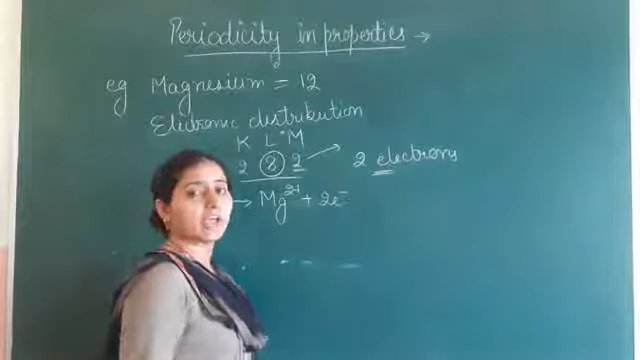 Periodicity in properties →
eg Magnesium = 12
Electronic distribution
K L M
2 8 2 → 2 electrons
→ Mg²⁺ + 2e⁻